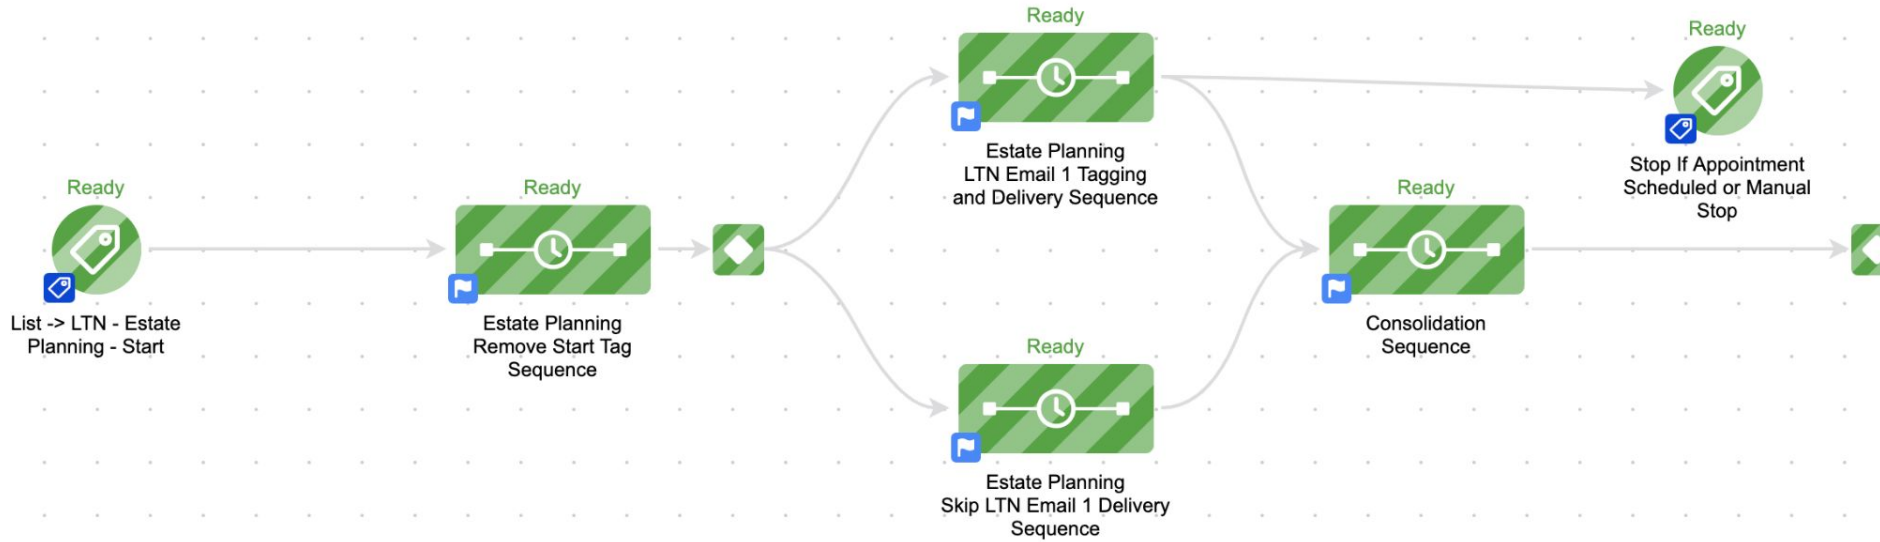 Ready
List -> LTN - Estate
Planning - Start
Ready
Estate Planning
Remove Start Tag
Sequence
Ready
Estate Planning
LTN Email 1 Tagging
and Delivery Sequence
Ready
Estate Planning
Skip LTN Email 1 Delivery
Sequence
Ready
Consolidation
Sequence
Ready
Stop If Appointment
Scheduled or Manual
Stop